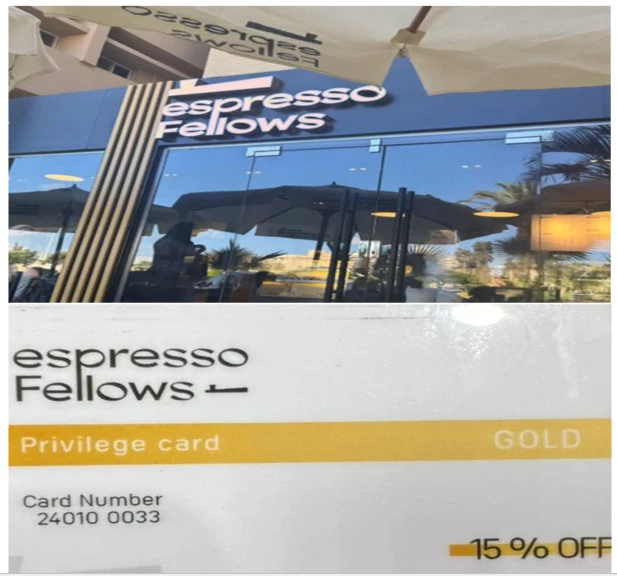 espresso
Fellows
espresso
Fellows
espresso
Fellows
Privilege card GOLD
Card Number
24010 0033
15 % OFF